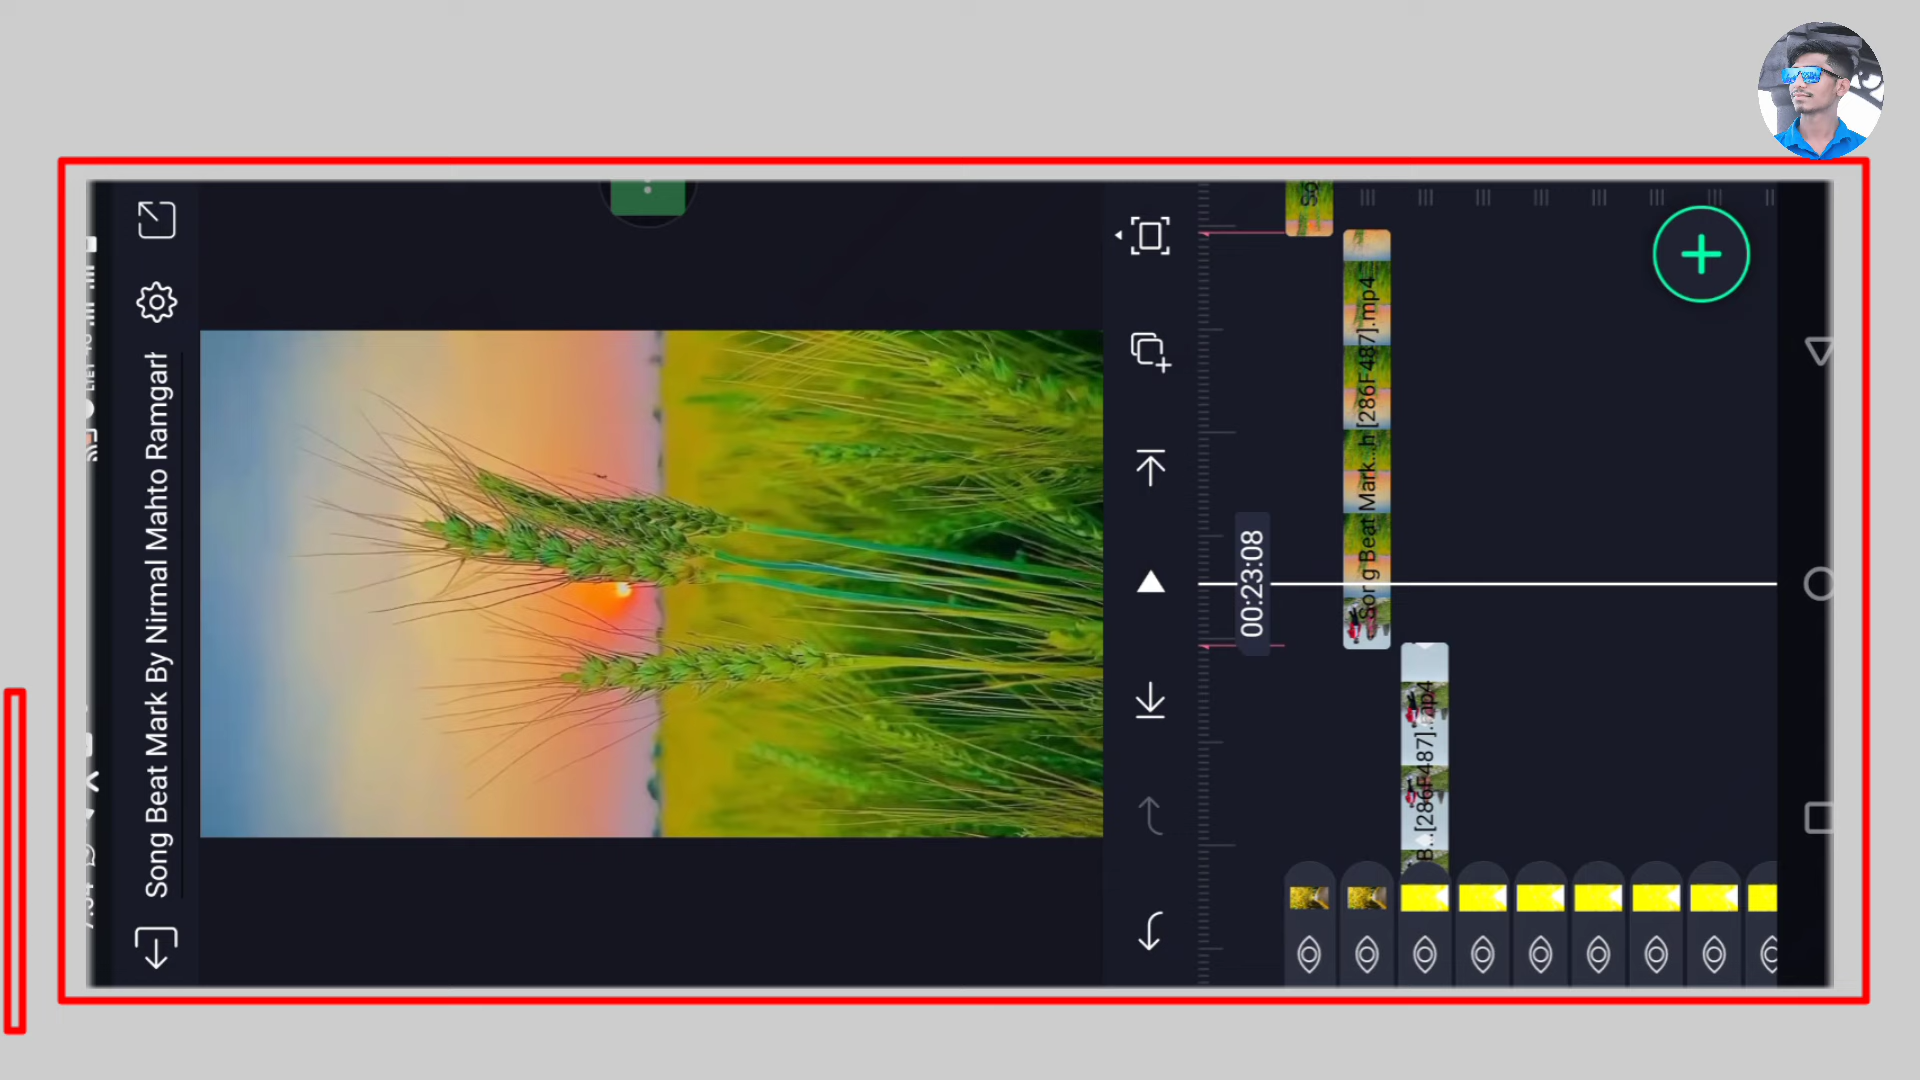 Song Beat Mark By Nirmal Mahto Ramgarh
00:23:08
Song Beat Mark...h [286F487].mp4
B...[286F487].mp4